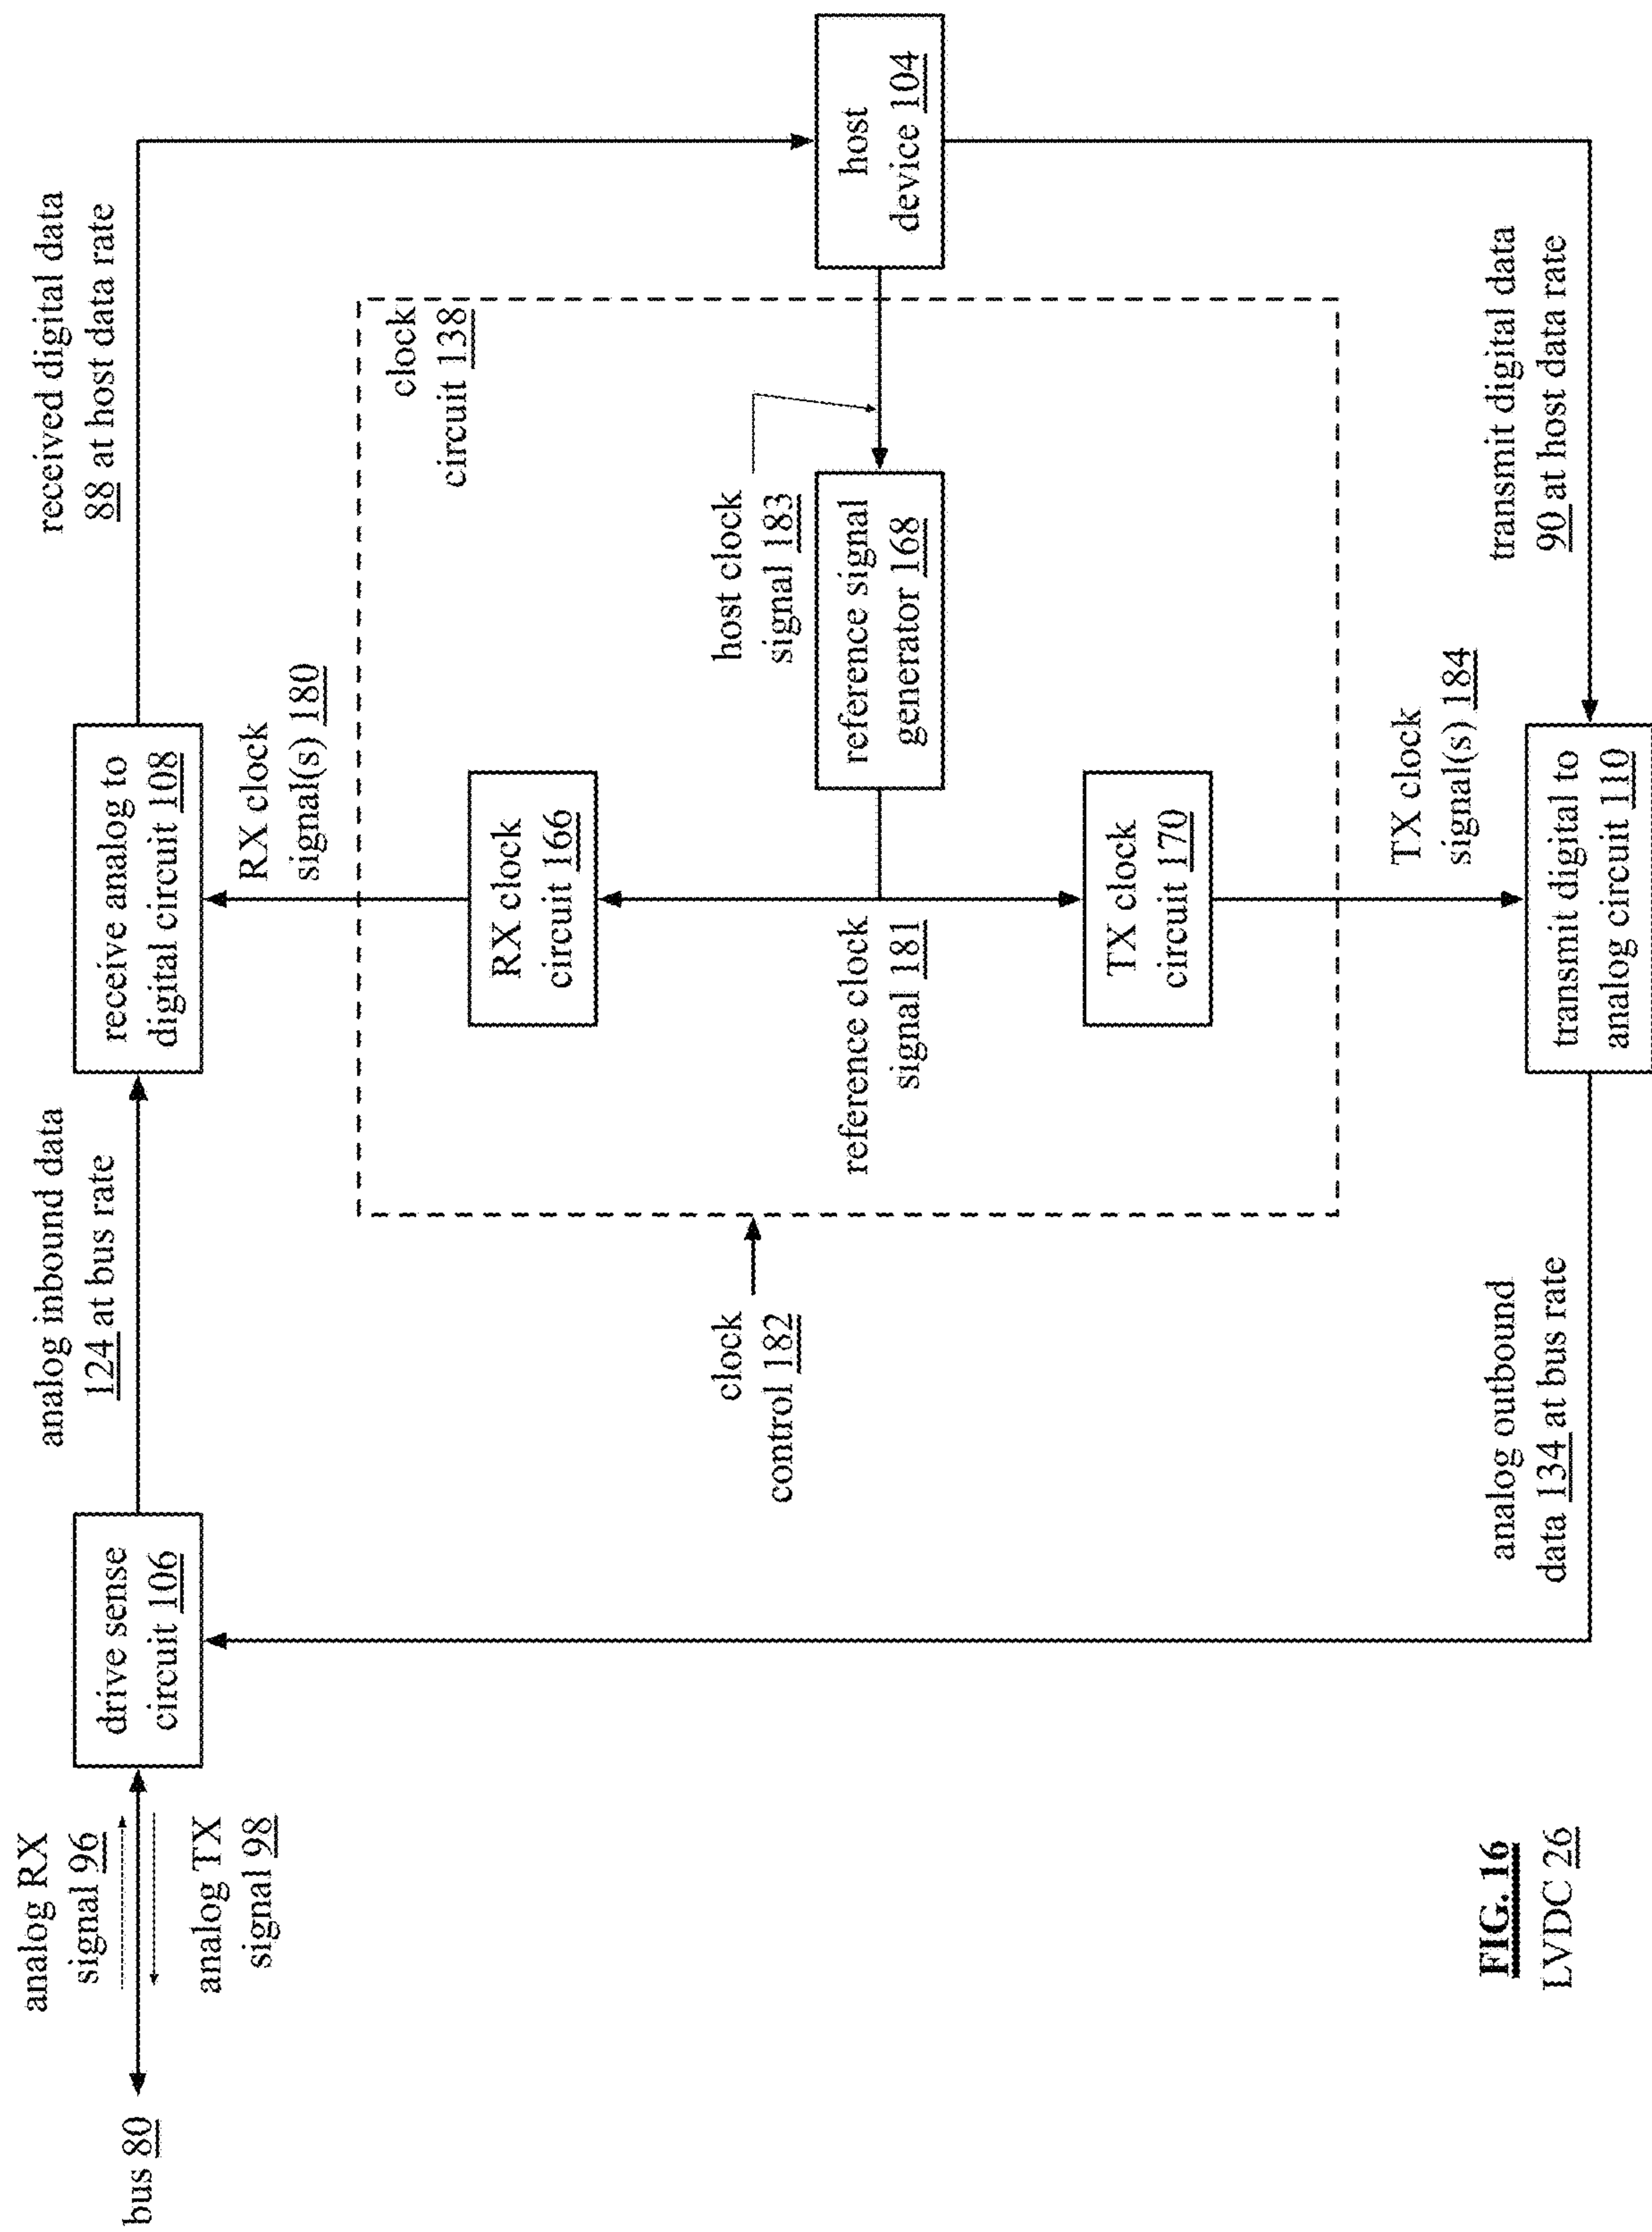 bus 80
analog RX
signal 96
analog TX
signal 98
drive sense
circuit 106
analog inbound data
124 at bus rate
receive analog to
digital circuit 108
received digital data
88 at host data rate
RX clock
signal(s) 180
clock
circuit 138
RX clock
circuit 166
host clock
signal 183
clock
control 182
reference clock
signal 181
reference signal
generator 168
host
device 104
TX clock
circuit 170
TX clock
signal(s) 184
analog outbound
data 134 at bus rate
transmit digital to
analog circuit 110
transmit digital data
90 at host data rate
FIG. 16
LVDC 26